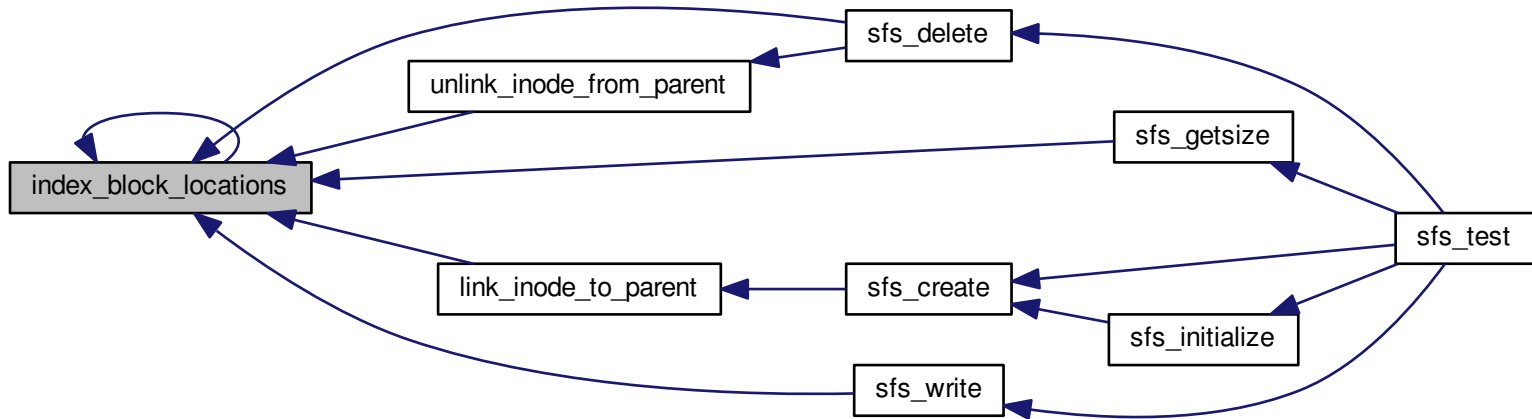 sfs_delete
unlink_inode_from_parent
sfs_getsize
index_block_locations
sfs_test
link_inode_to_parent
sfs_create
sfs_initialize
sfs_write